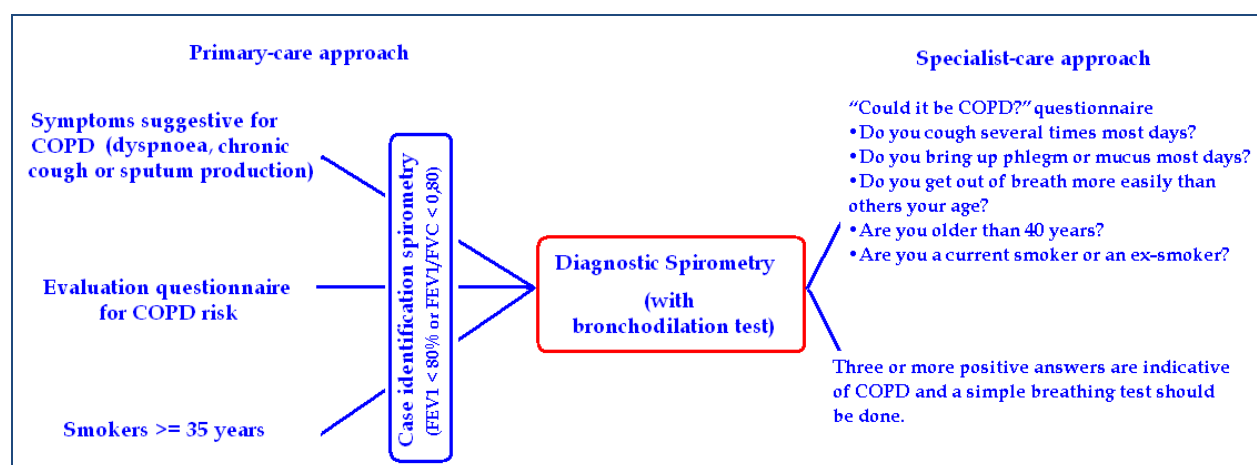 Primary-care approach
Symptoms suggestive for
COPD (dyspnoea, chronic
cough or sputum production)
Evaluation questionnaire
for COPD risk
Smokers >= 35 years
Case identification spirometry
(FEV1 < 80% or FEV1/FVC < 0,80)
Diagnostic Spirometry
(with
bronchodilation test)
Specialist-care approach
“Could it be COPD?” questionnaire
•Do you cough several times most days?
•Do you bring up phlegm or mucus most days?
•Do you get out of breath more easily than
others your age?
•Are you older than 40 years?
•Are you a current smoker or an ex-smoker?
Three or more positive answers are indicative
of COPD and a simple breathing test should
be done.